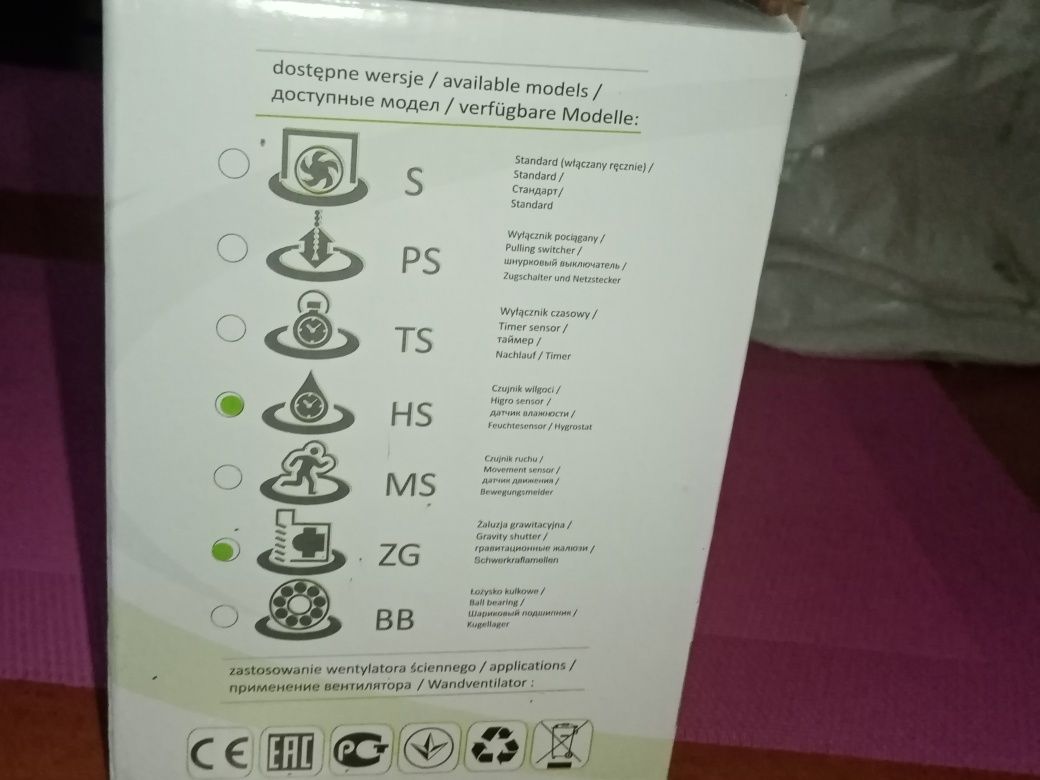 dostępne wersje / available models /
доступные модел / verfügbare Modelle:
S
Standard (włączany ręcznie) /
Standard /
Стандарт/
Standard
PS
Wyłącznik pociągany /
Pulling switcher /
шнурковый выключатель /
Zugschalter und Netzstecker
TS
Wyłącznik czasowy /
Timer sensor /
таймер /
Nachlauf / Timer
HS
Czujnik wilgoci /
Higro sensor /
датчик влажности /
Feuchtesensor / Hygrostat
MS
Czujnik ruchu /
Movement sensor /
датчик движения /
Bewegungsmelder
ZG
Żaluzja grawitacyjna /
Gravity shutter /
гравитационные жалюзи /
Schwerkraflamellen
BB
Łożysko kulkowe /
Ball bearing /
Шариковый подшипник /
Kugellager
zastosowanie wentylatora ściennego / applications /
применение вентилятора / Wandventilator :
CE EAC PCT